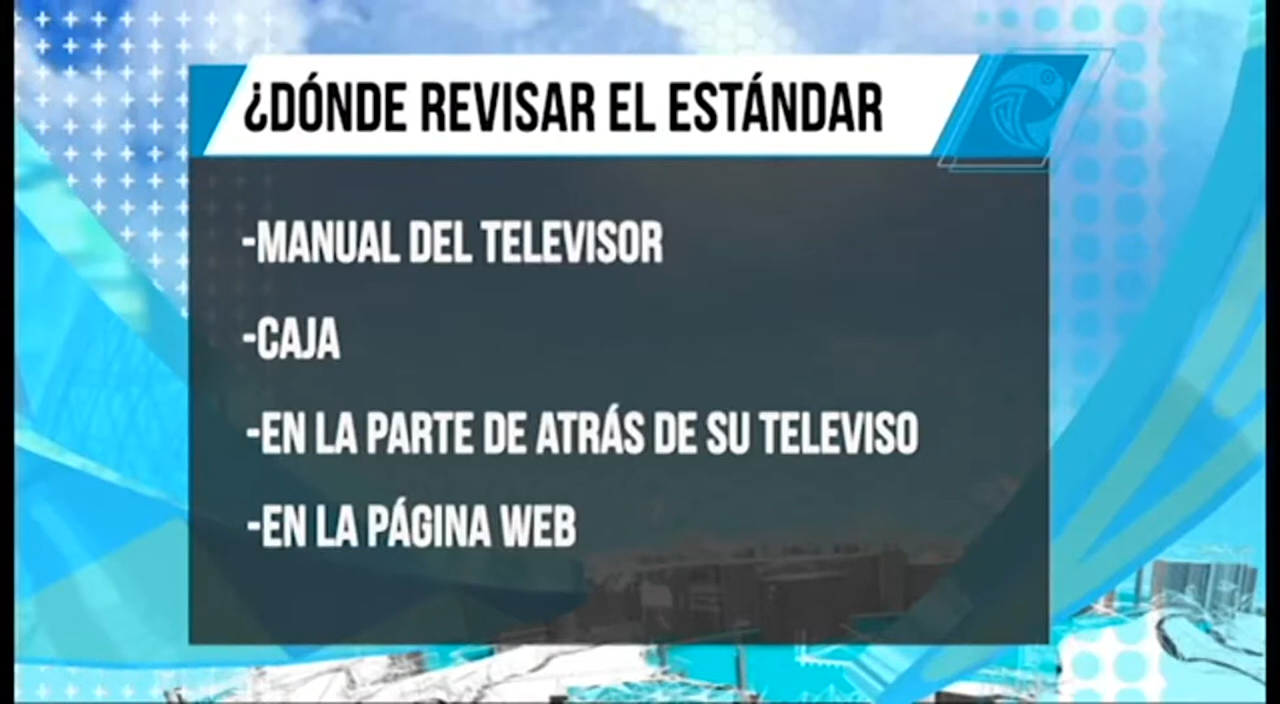 ¿DÓNDE REVISAR EL ESTÁNDAR
-MANUAL DEL TELEVISOR
-CAJA
-EN LA PARTE DE ATRÁS DE SU TELEVISO
-EN LA PÁGINA WEB